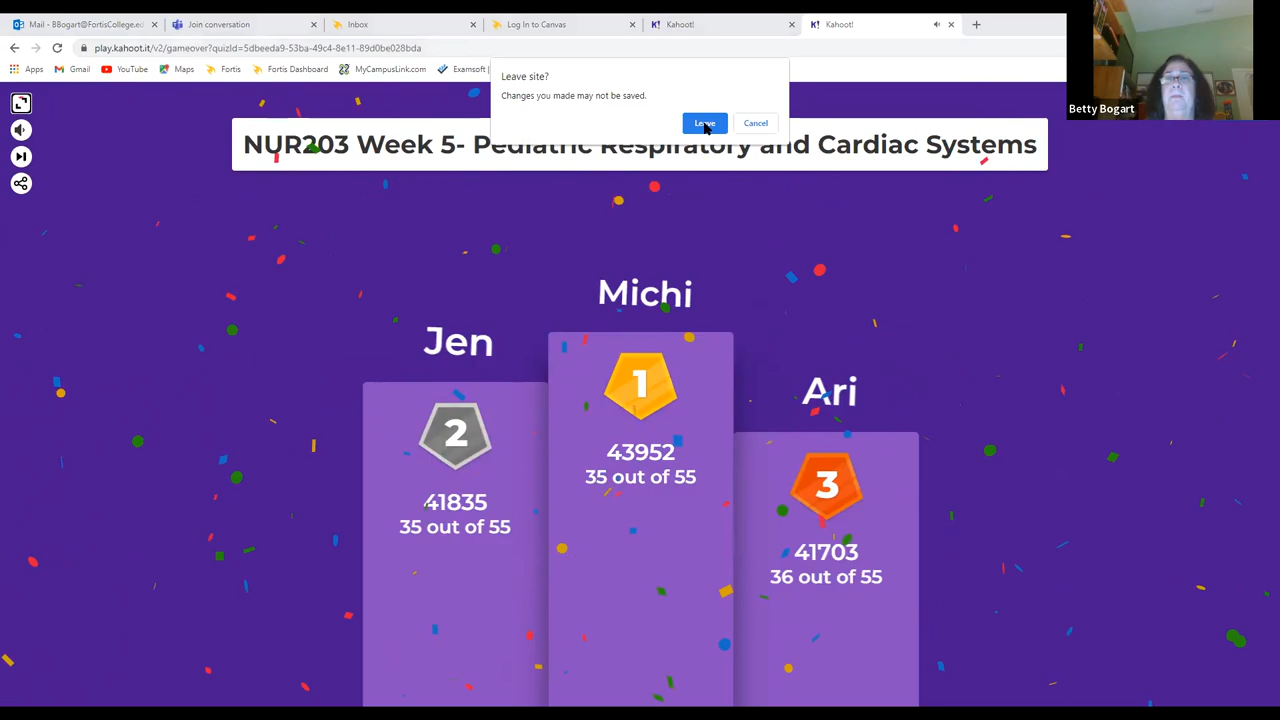 Mail - BBogart@FortisCollege.ed
Join conversation
Inbox
Log In to Canvas
Kahoot!
Kahoot!
play.kahoot.it/v2/gameover?quizId=5dbeeda9-53ba-49c4-8e11-89d0be028bda
Apps
Gmail
YouTube
Maps
Fortis
Fortis Dashboard
MyCampusLink.com
Examsoft
Leave site?
Changes you made may not be saved.
Leave
Cancel
Betty Bogart
NUR203 Week 5- Pediatric Respiratory and Cardiac Systems
Michi
Jen
Ari
1
43952
35 out of 55
2
41835
35 out of 55
3
41703
36 out of 55